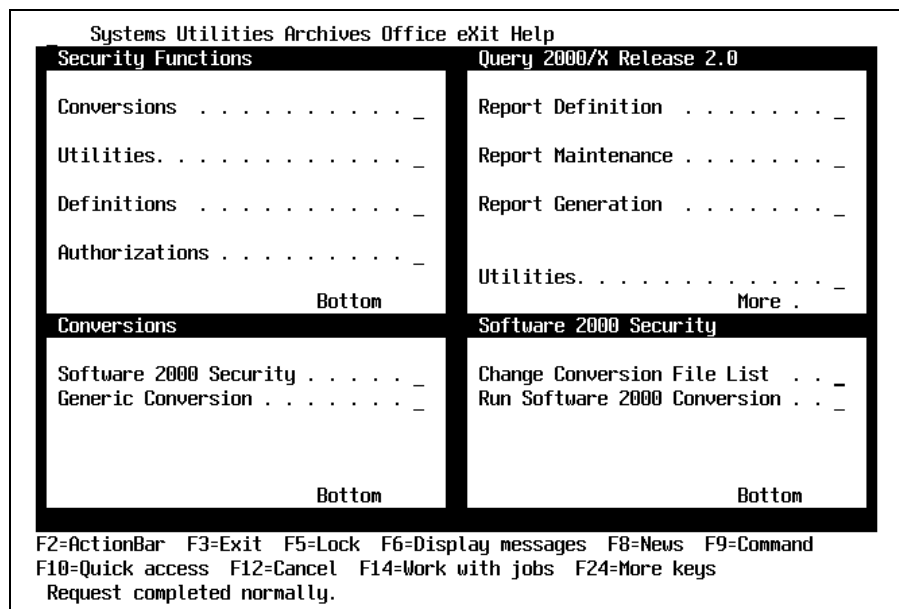 Systems Utilities Archives Office eXit Help
Security Functions
Conversions . . . . . . . . . . . _
Utilities. . . . . . . . . . . . . _
Definitions . . . . . . . . . . . _
Authorizations . . . . . . . . . . _
Bottom
Query 2000/X Release 2.0
Report Definition . . . . . . . _
Report Maintenance . . . . . . . _
Report Generation . . . . . . . _
Utilities. . . . . . . . . . . . . _
More .
Conversions
Software 2000 Security . . . . . _
Generic Conversion . . . . . . . _
Bottom
Software 2000 Security
Change Conversion File List . . _
Run Software 2000 Conversion . . _
Bottom
F2=ActionBar F3=Exit F5=Lock F6=Display messages F8=News F9=Command
F10=Quick access F12=Cancel F14=Work with jobs F24=More keys
Request completed normally.